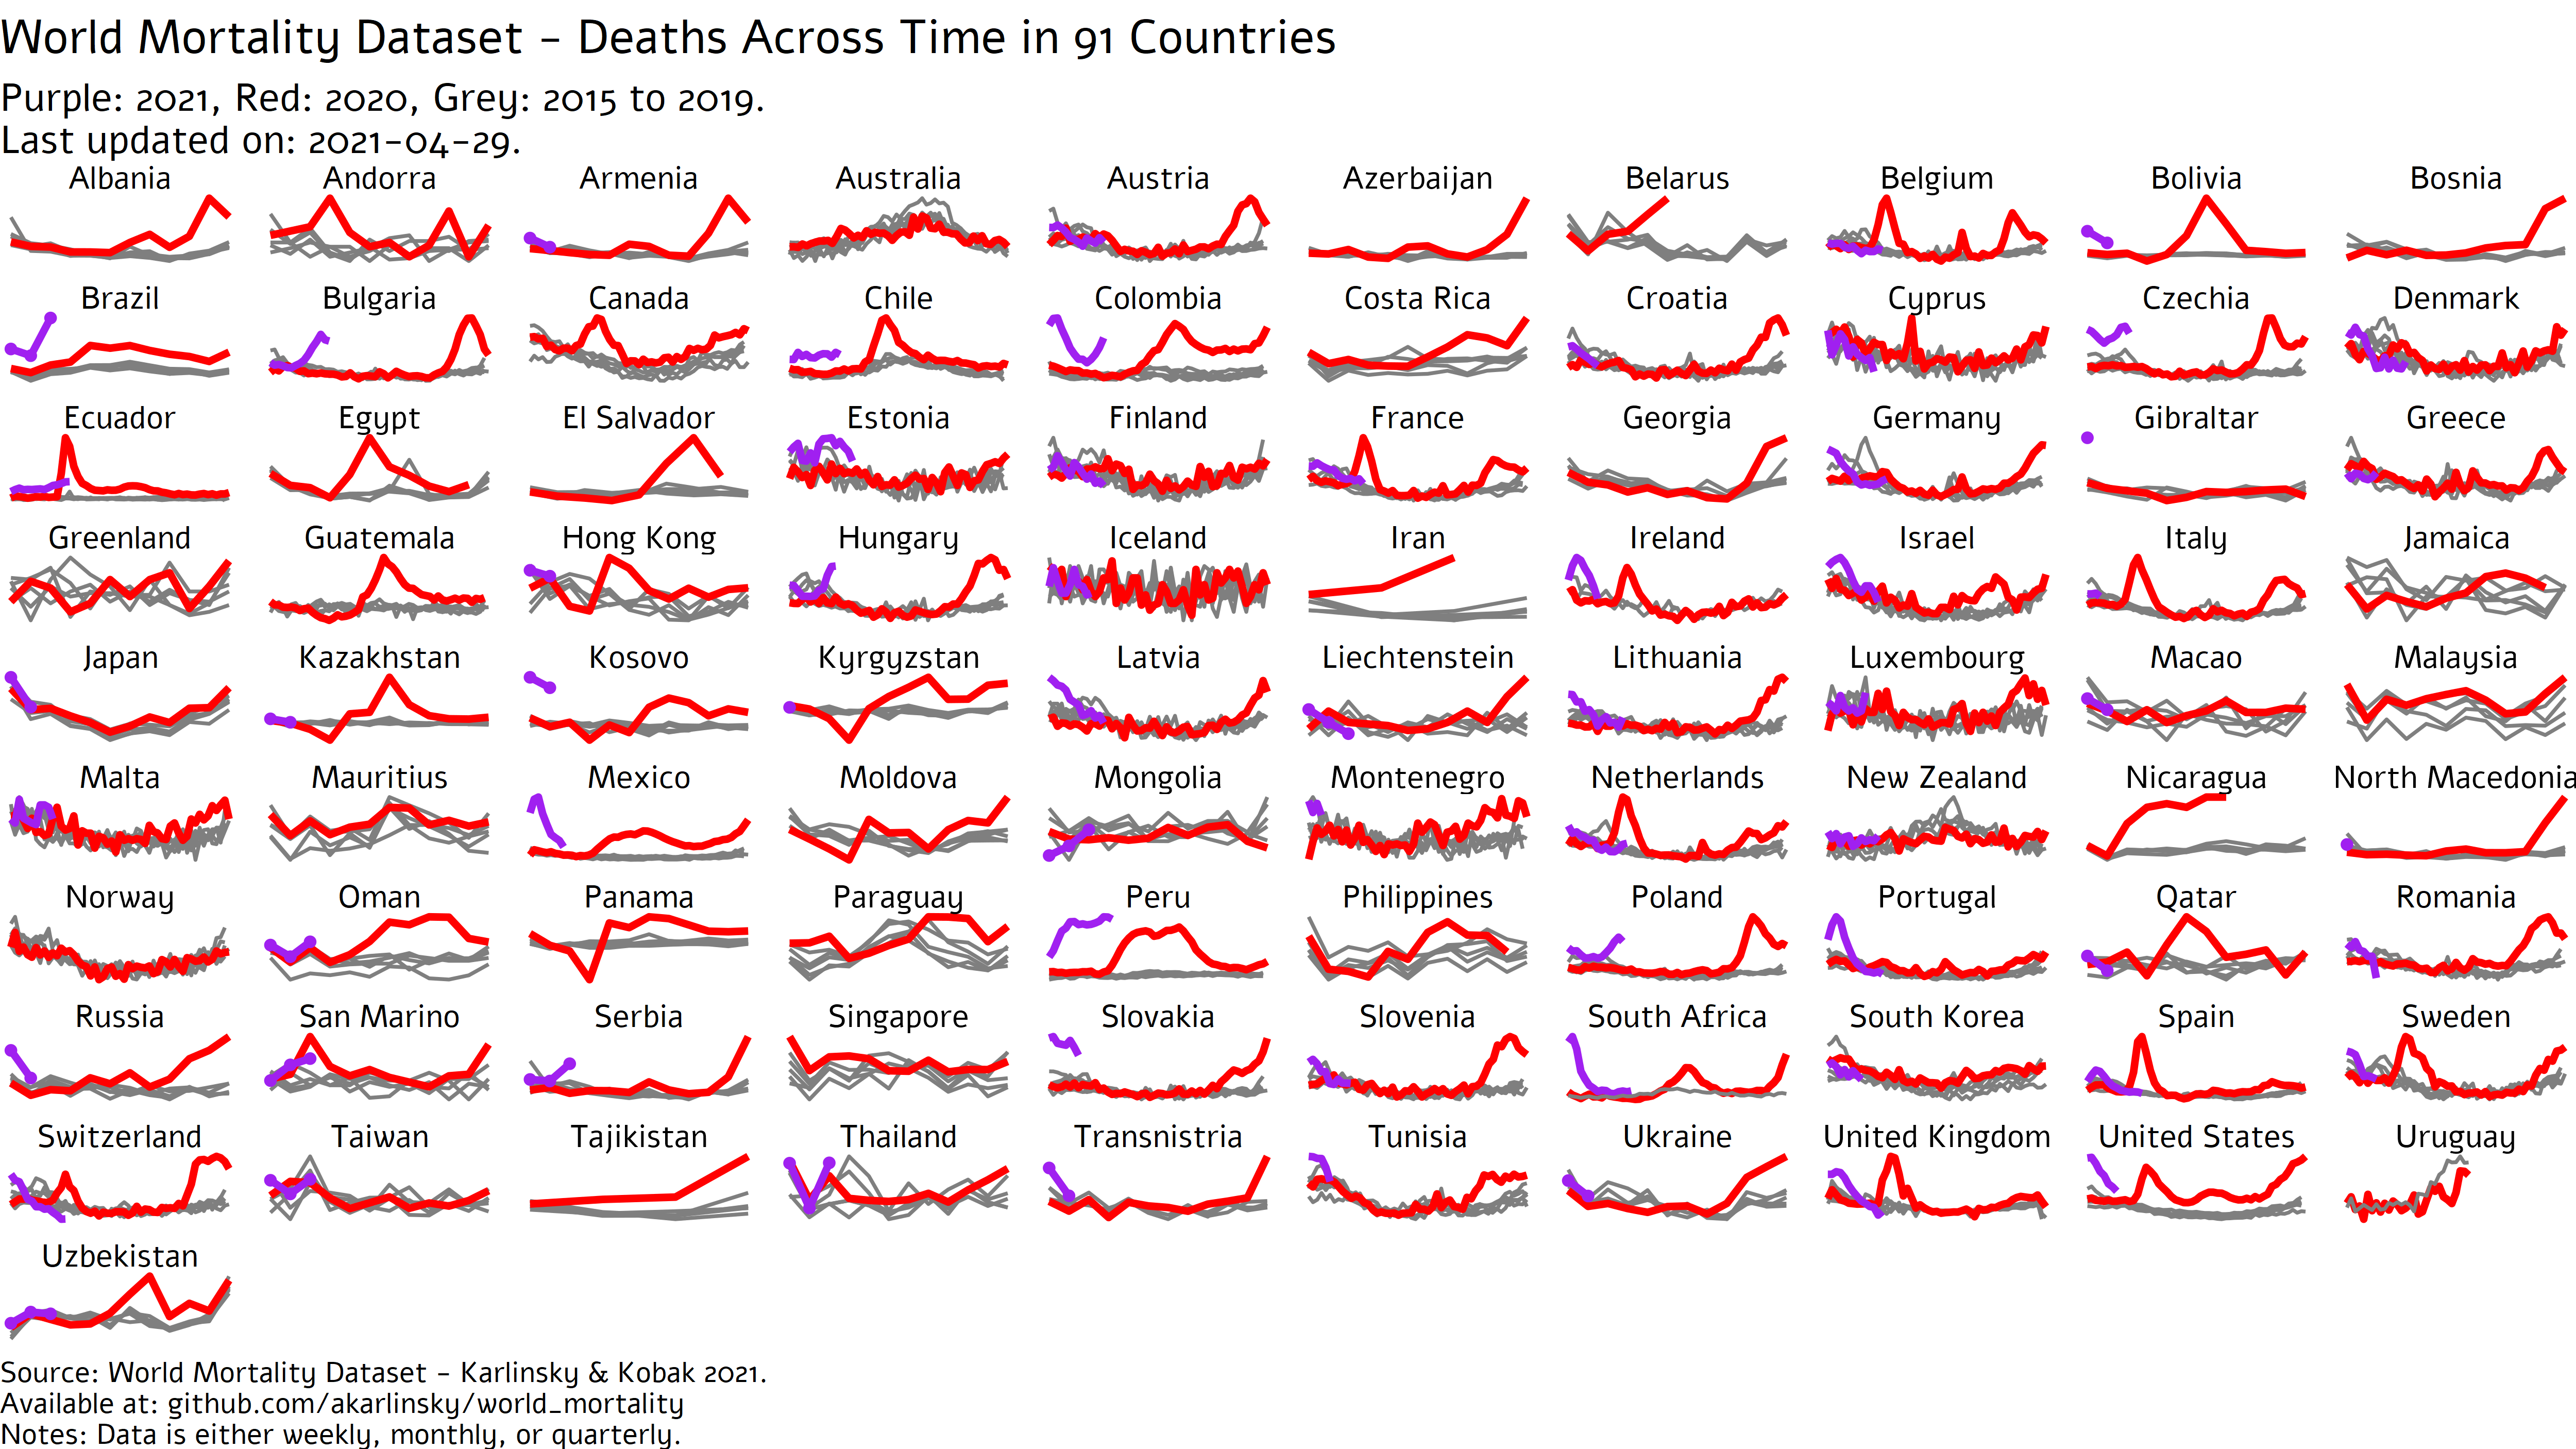 World Mortality Dataset - Deaths Across Time in 91 Countries
Purple: 2021, Red: 2020, Grey: 2015 to 2019.
Last updated on: 2021-04-29.
Albania Andorra Armenia Australia Austria Azerbaijan Belarus Belgium Bolivia Bosnia
Brazil Bulgaria Canada Chile Colombia Costa Rica Croatia Cyprus Czechia Denmark
Ecuador Egypt El Salvador Estonia Finland France Georgia Germany Gibraltar Greece
Greenland Guatemala Hong Kong Hungary Iceland Iran Ireland Israel Italy Jamaica
Japan Kazakhstan Kosovo Kyrgyzstan Latvia Liechtenstein Lithuania Luxembourg Macao Malaysia
Malta Mauritius Mexico Moldova Mongolia Montenegro Netherlands New Zealand Nicaragua North Macedonia
Norway Oman Panama Paraguay Peru Philippines Poland Portugal Qatar Romania
Russia San Marino Serbia Singapore Slovakia Slovenia South Africa South Korea Spain Sweden
Switzerland Taiwan Tajikistan Thailand Transnistria Tunisia Ukraine United Kingdom United States Uruguay
Uzbekistan
Source: World Mortality Dataset - Karlinsky & Kobak 2021.
Available at: github.com/akarlinsky/world_mortality
Notes: Data is either weekly, monthly, or quarterly.